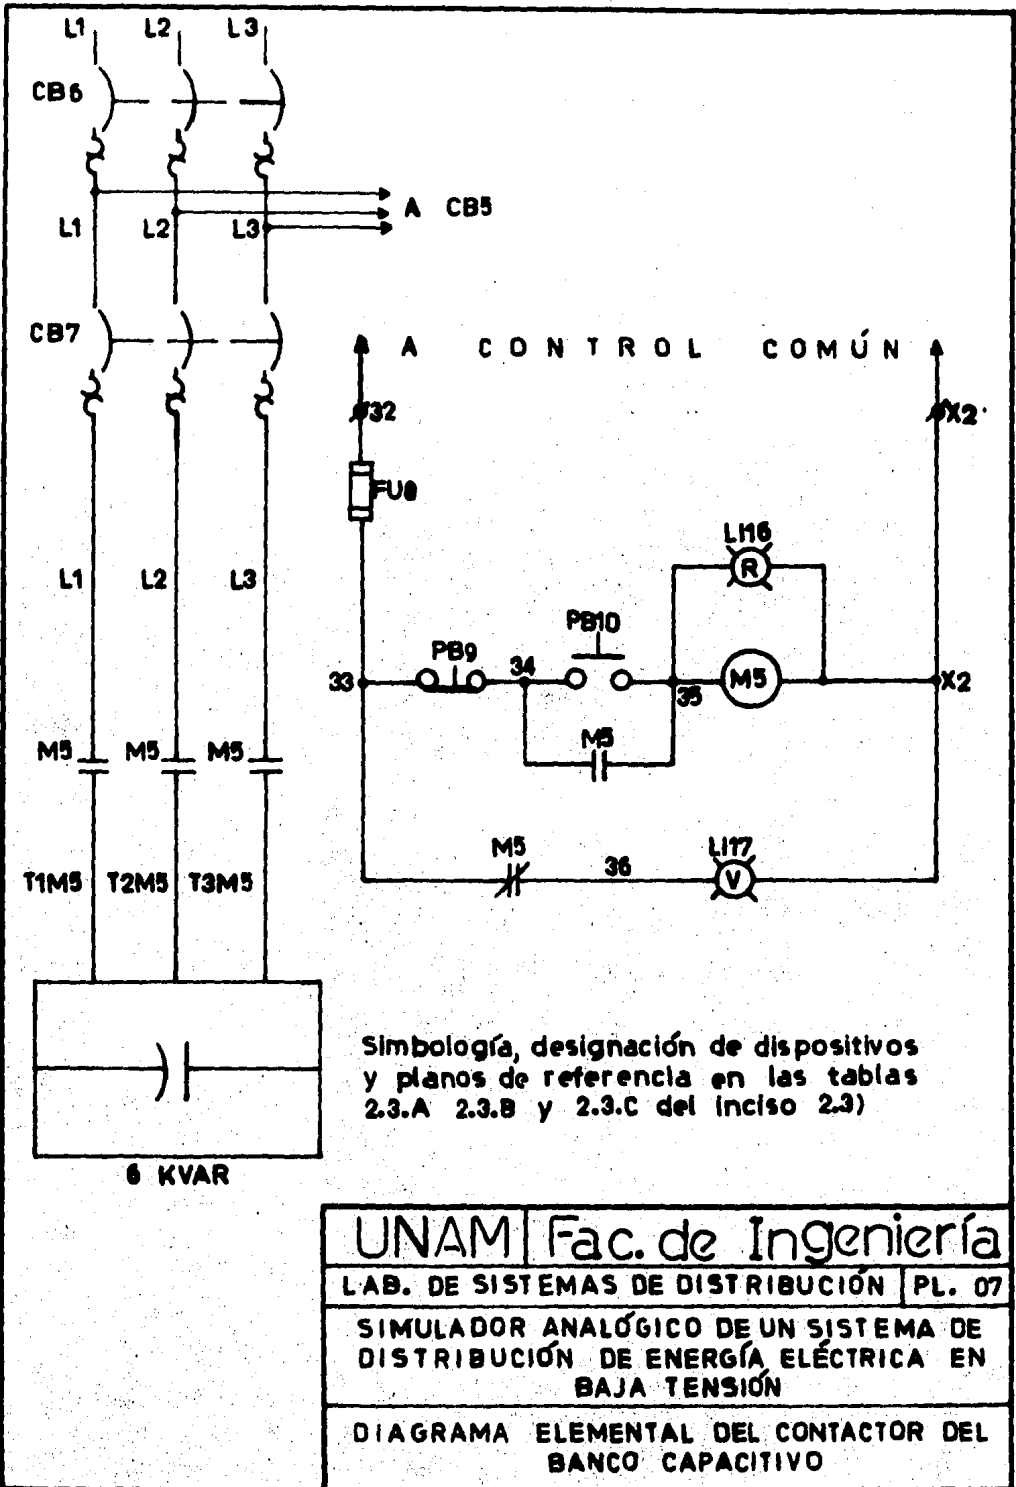 L1 L2 L3
CB6
A CB5
L1 L2 L3
CB7
A CONTROL COMÚN
32 X2
LI16
R
L1 L2 L3
PB10
PB9
33 34 35 M5 X2
M5
M5 M5 M5
M5 36 LI17
V
T1M5 T2M5 T3M5
Simbología, designación de dispositivos
y planos de referencia en las tablas
2.3.A 2.3.B y 2.3.C del inciso 2.3)
6 KVAR
UNAM Fac. de Ingeniería
LAB. DE SISTEMAS DE DISTRIBUCIÓN PL. 07
SIMULADOR ANALÓGICO DE UN SISTEMA DE
DISTRIBUCIÓN DE ENERGÍA ELÉCTRICA EN
BAJA TENSIÓN
DIAGRAMA ELEMENTAL DEL CONTACTOR DEL
BANCO CAPACITIVO